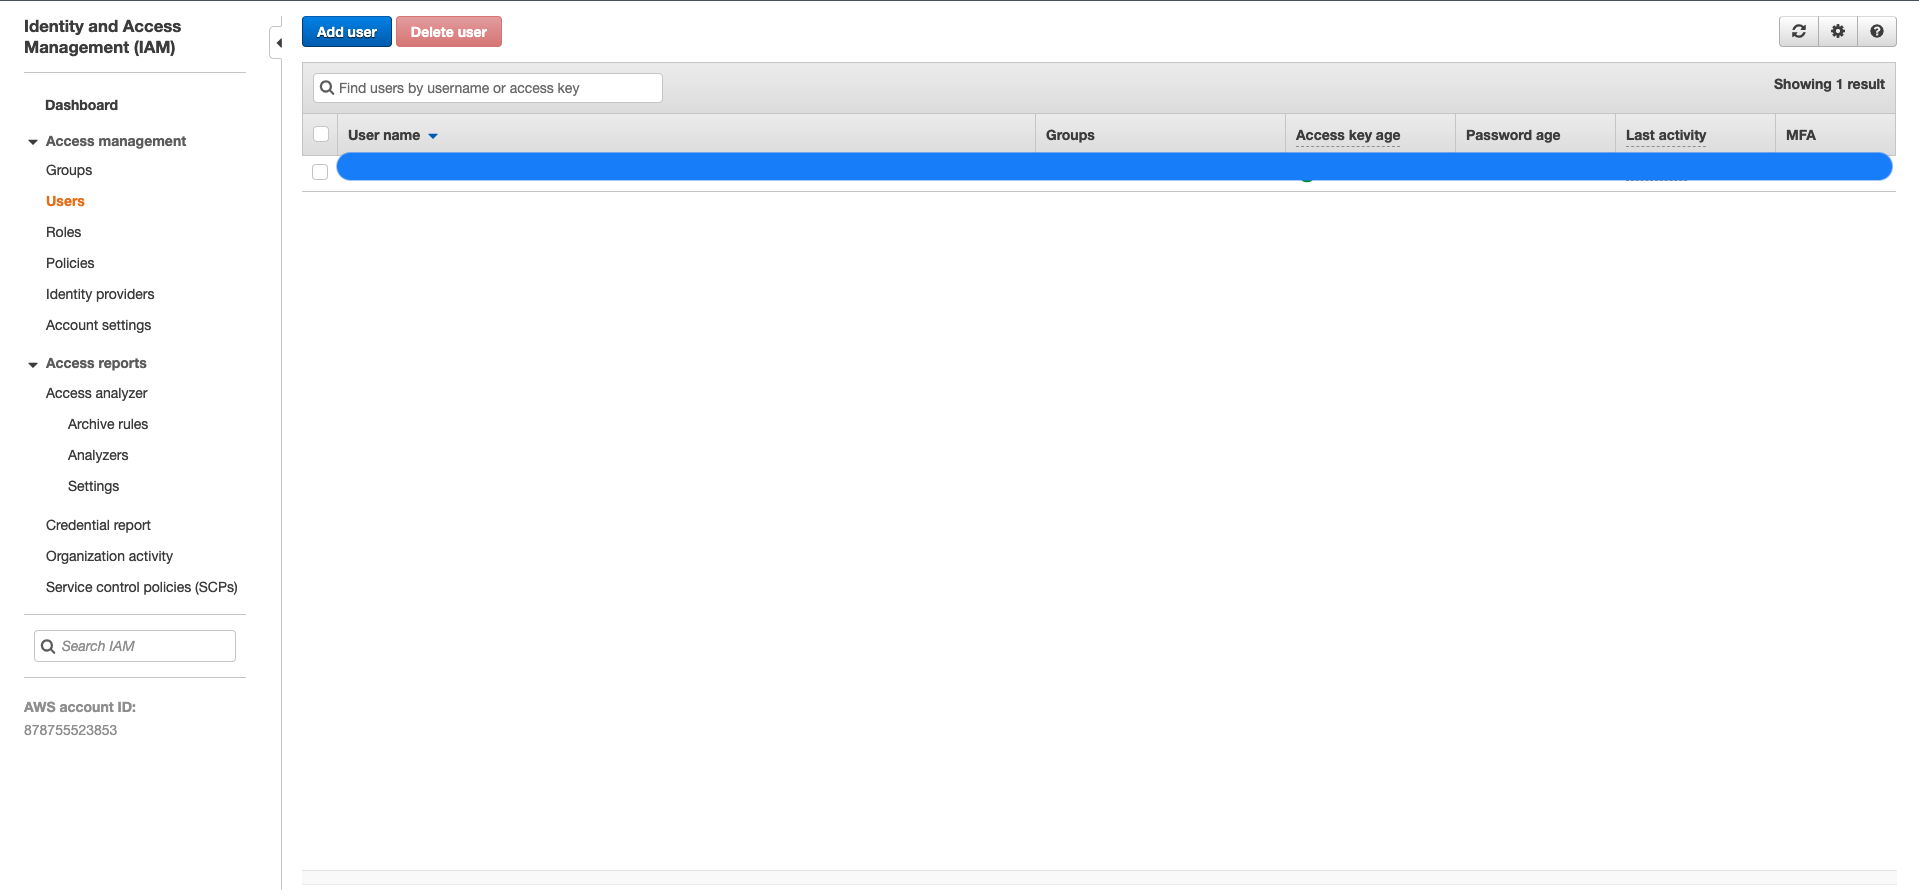 Identity and Access
Management (IAM)
Dashboard
Access management
Groups
Users
Roles
Policies
Identity providers
Account settings
Access reports
Access analyzer
Archive rules
Analyzers
Settings
Credential report
Organization activity
Service control policies (SCPs)
Search IAM
AWS account ID:
878755523853
Add user Delete user
Find users by username or access key Showing 1 result
User name Groups Access key age Password age Last activity MFA